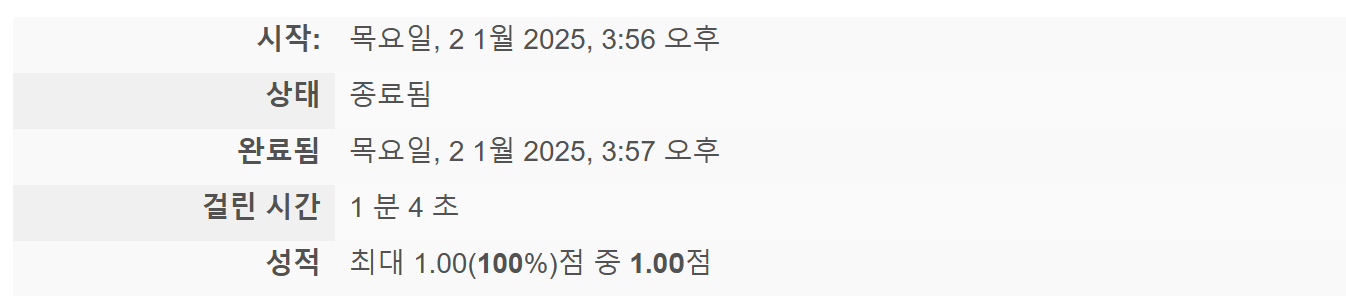 시작: 목요일, 2 1월 2025, 3:56 오후
상태 종료됨
완료됨 목요일, 2 1월 2025, 3:57 오후
걸린 시간 1 분 4 초
성적 최대 1.00(100%)점 중 1.00점